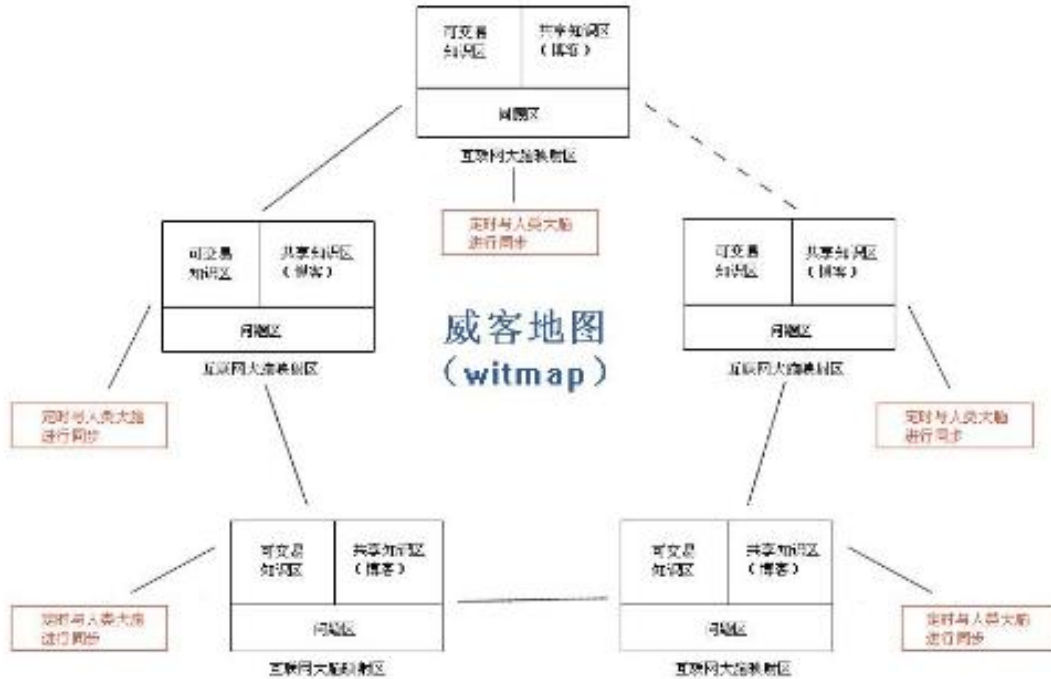 可交易
知识区
共享知识区
（博客）
问题区
互联网大脑映射区
定时与人类大脑
进行同步
可交易
知识区
共享知识区
（博客）
问题区
互联网大脑映射区
定时与人类大脑
进行同步
可交易
知识区
共享知识区
（博客）
问题区
互联网大脑映射区
定时与人类大脑
进行同步
威客地图
（witmap）
可交易
知识区
共享知识区
（博客）
问题区
互联网大脑映射区
定时与人类大脑
进行同步
可交易
知识区
共享知识区
（博客）
问题区
互联网大脑映射区
定时与人类大脑
进行同步